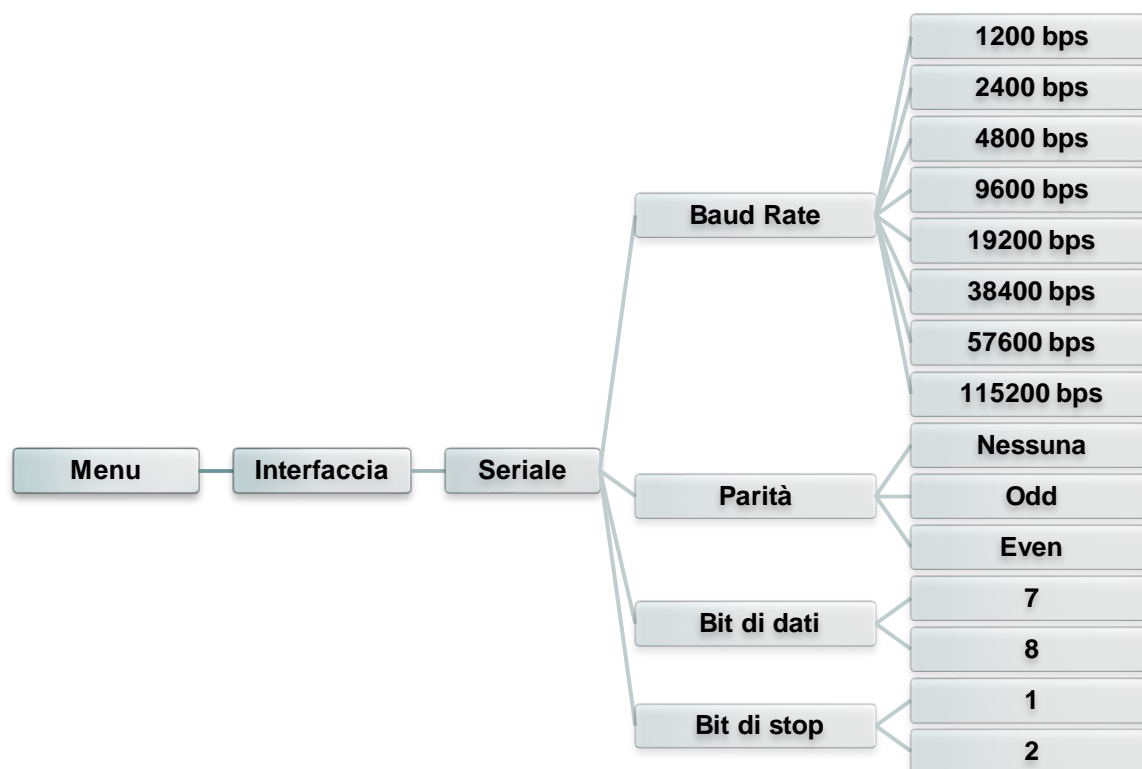 Menu
Interfaccia
Seriale
Baud Rate
1200 bps
2400 bps
4800 bps
9600 bps
19200 bps
38400 bps
57600 bps
115200 bps
Parità
Nessuna
Odd
Even
Bit di dati
7
8
Bit di stop
1
2